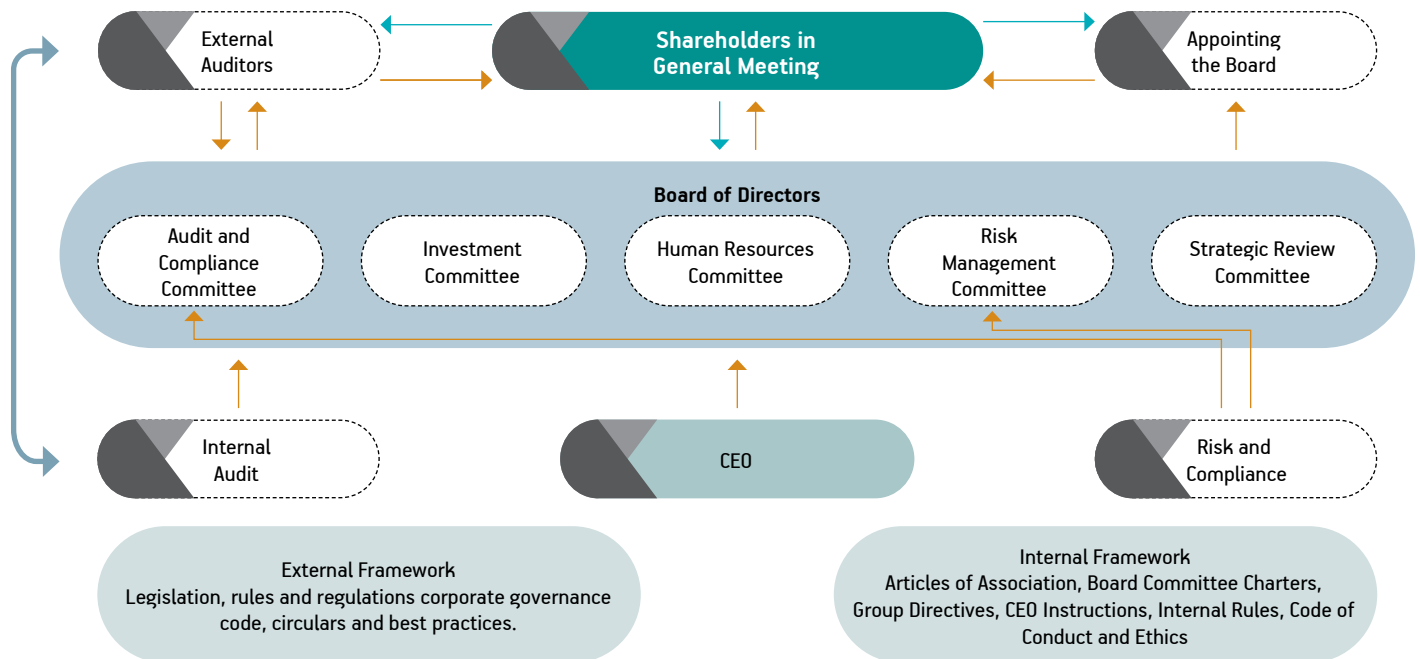 External
Auditors
Shareholders in
General Meeting
Appointing
the Board
Board of Directors
Audit and
Compliance
Committee
Investment
Committee
Human Resources
Committee
Risk
Management
Committee
Strategic Review
Committee
Internal
Audit
CEO
Risk and
Compliance
External Framework
Legislation, rules and regulations corporate governance
code, circulars and best practices.
Internal Framework
Articles of Association, Board Committee Charters,
Group Directives, CEO Instructions, Internal Rules, Code of
Conduct and Ethics